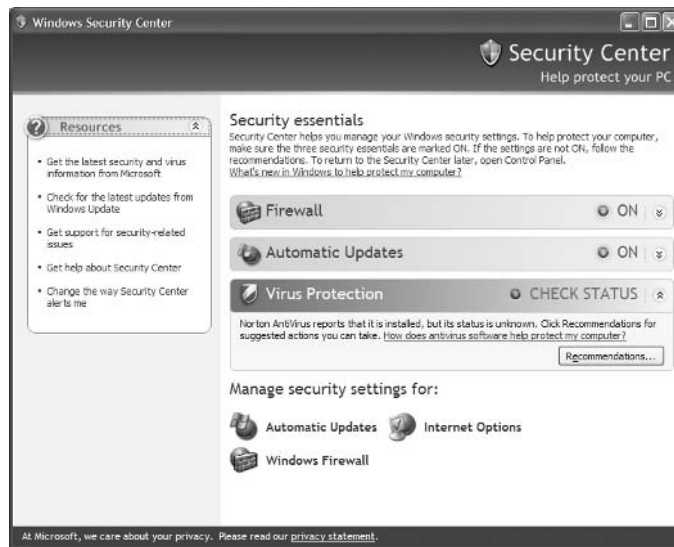 Windows Security Center
Security Center
Help protect your PC
Resources
• Get the latest security and virus
information from Microsoft
• Check for the latest updates from
Windows Update
• Get support for security-related
issues
• Get help about Security Center
• Change the way Security Center
alerts me
Security essentials
Security Center helps you manage your Windows security settings. To help protect your computer,
make sure the three security essentials are marked ON. If the settings are not ON, follow the
recommendations. To return to the Security Center later, open Control Panel.
What's new in Windows to help protect my computer?
Firewall ON
Automatic Updates ON
Virus Protection CHECK STATUS
Norton AntiVirus reports that it is installed, but its status is unknown. Click Recommendations for
suggested actions you can take. How does antivirus software help protect my computer?
Recommendations...
Manage security settings for:
Automatic Updates Internet Options
Windows Firewall
At Microsoft, we care about your privacy. Please read our privacy statement.